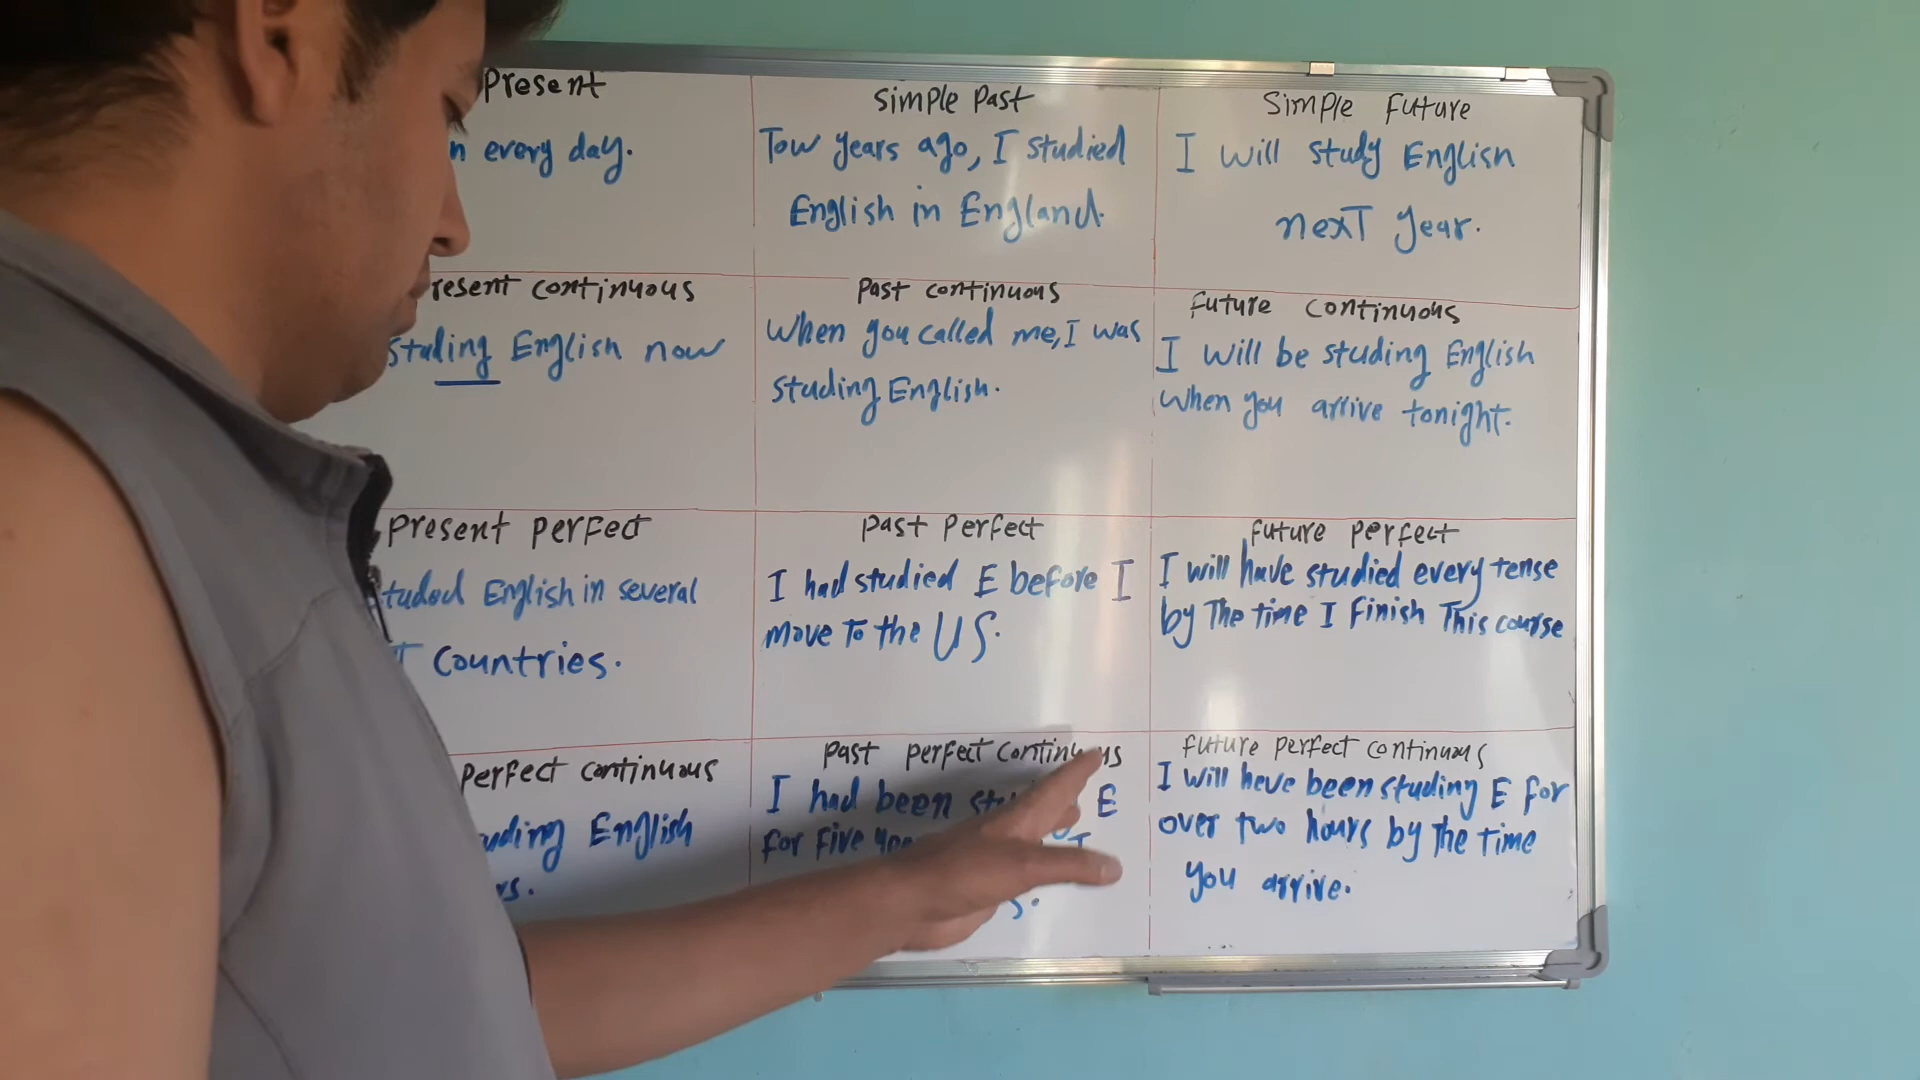 Present
every day.
Simple Past
Tow years ago, I studied
English in England.
Simple Future
I will study English
next year.
resent continuous
studing English now
Past continuous
When you called me, I was
studing English.
Future continuous
I will be studing English
when you arrive tonight.
Present perfect
English in several
countries.
Past perfect
I had studied E before I
move to the US.
Future perfect
I will have studied every tense
by The time I finish This course
perfect continuous
uding English
Past perfect continuous
I had been E
for five
Future perfect continuous
I will heve been studing E for
over two hours by the time
you arrive.